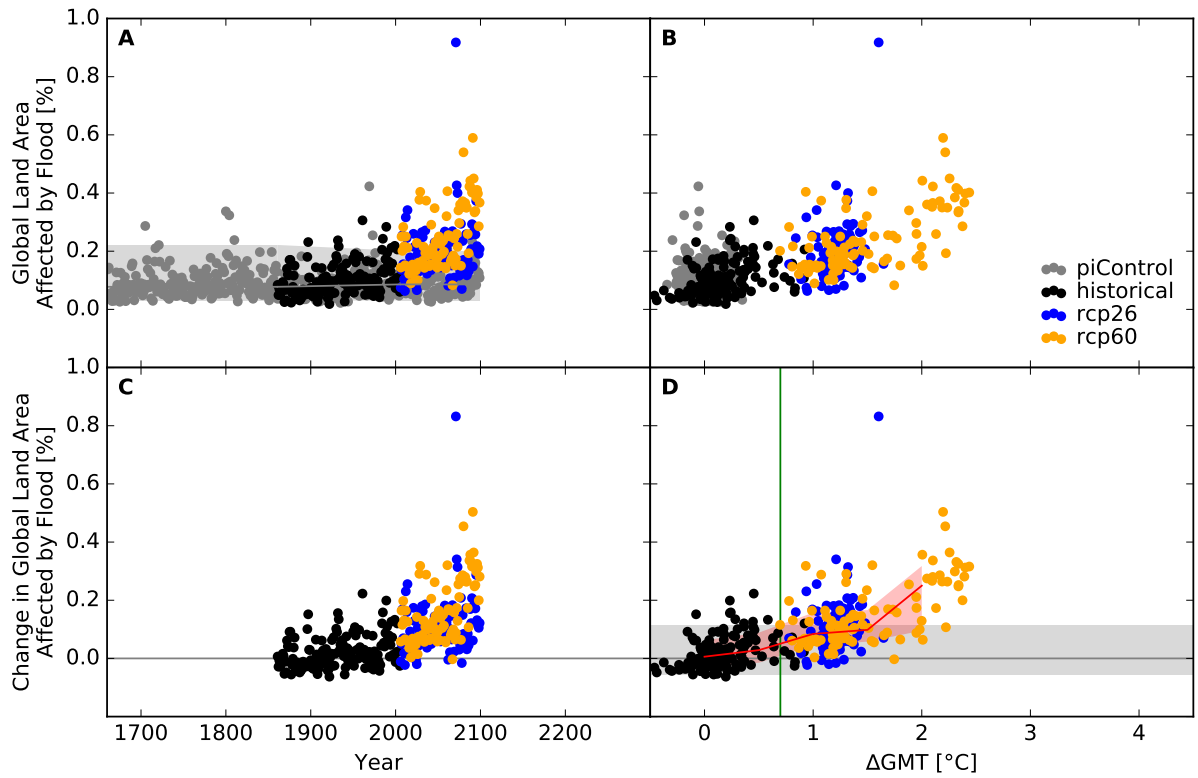 A
B
Global Land Area
Affected by Flood [%]
1.0
0.8
0.6
0.4
0.2
0.0
piControl
historical
rcp26
rcp60
C
D
Change in Global Land Area
Affected by Flood [%]
1.0
0.8
0.6
0.4
0.2
0.0
1700 1800 1900 2000 2100 2200
0 1 2 3 4
Year
ΔGMT [°C]